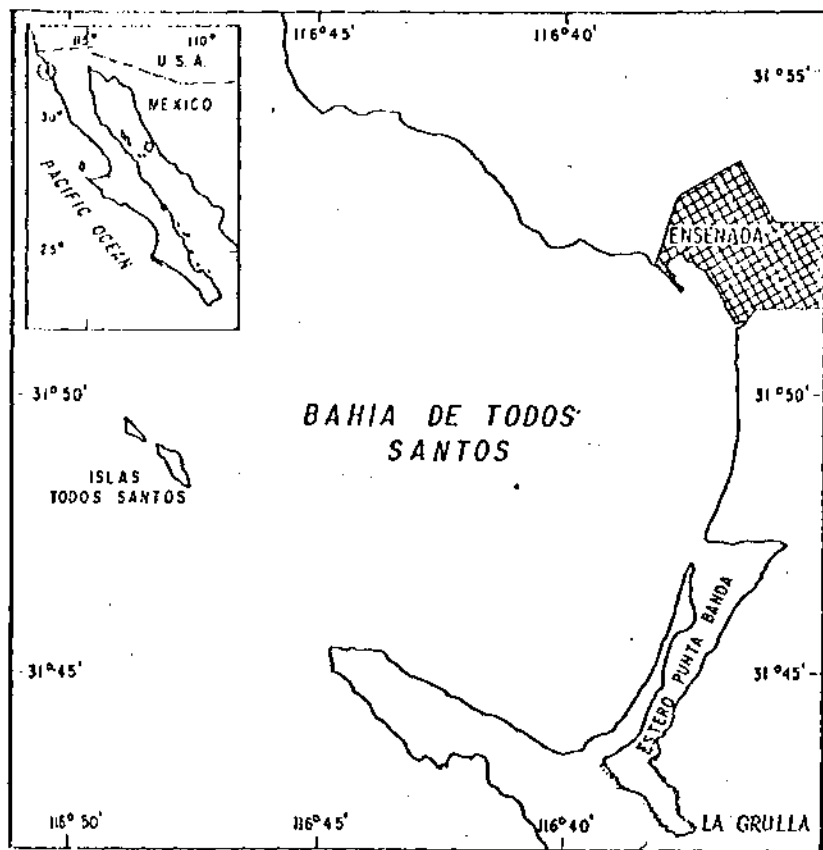 115° 110°
U.S.A.
MEXICO
30°
25°
PACIFIC OCEAN
116°45' 116°40'
31°55'
ENSENADA
31°50' 31°50'
BAHIA DE TODOS
SANTOS
ISLAS
TODOS SANTOS
ESTERO PUNTA BANDA
31°45' 31°45'
LA GRULLA
116°50' 116°45' 116°40'